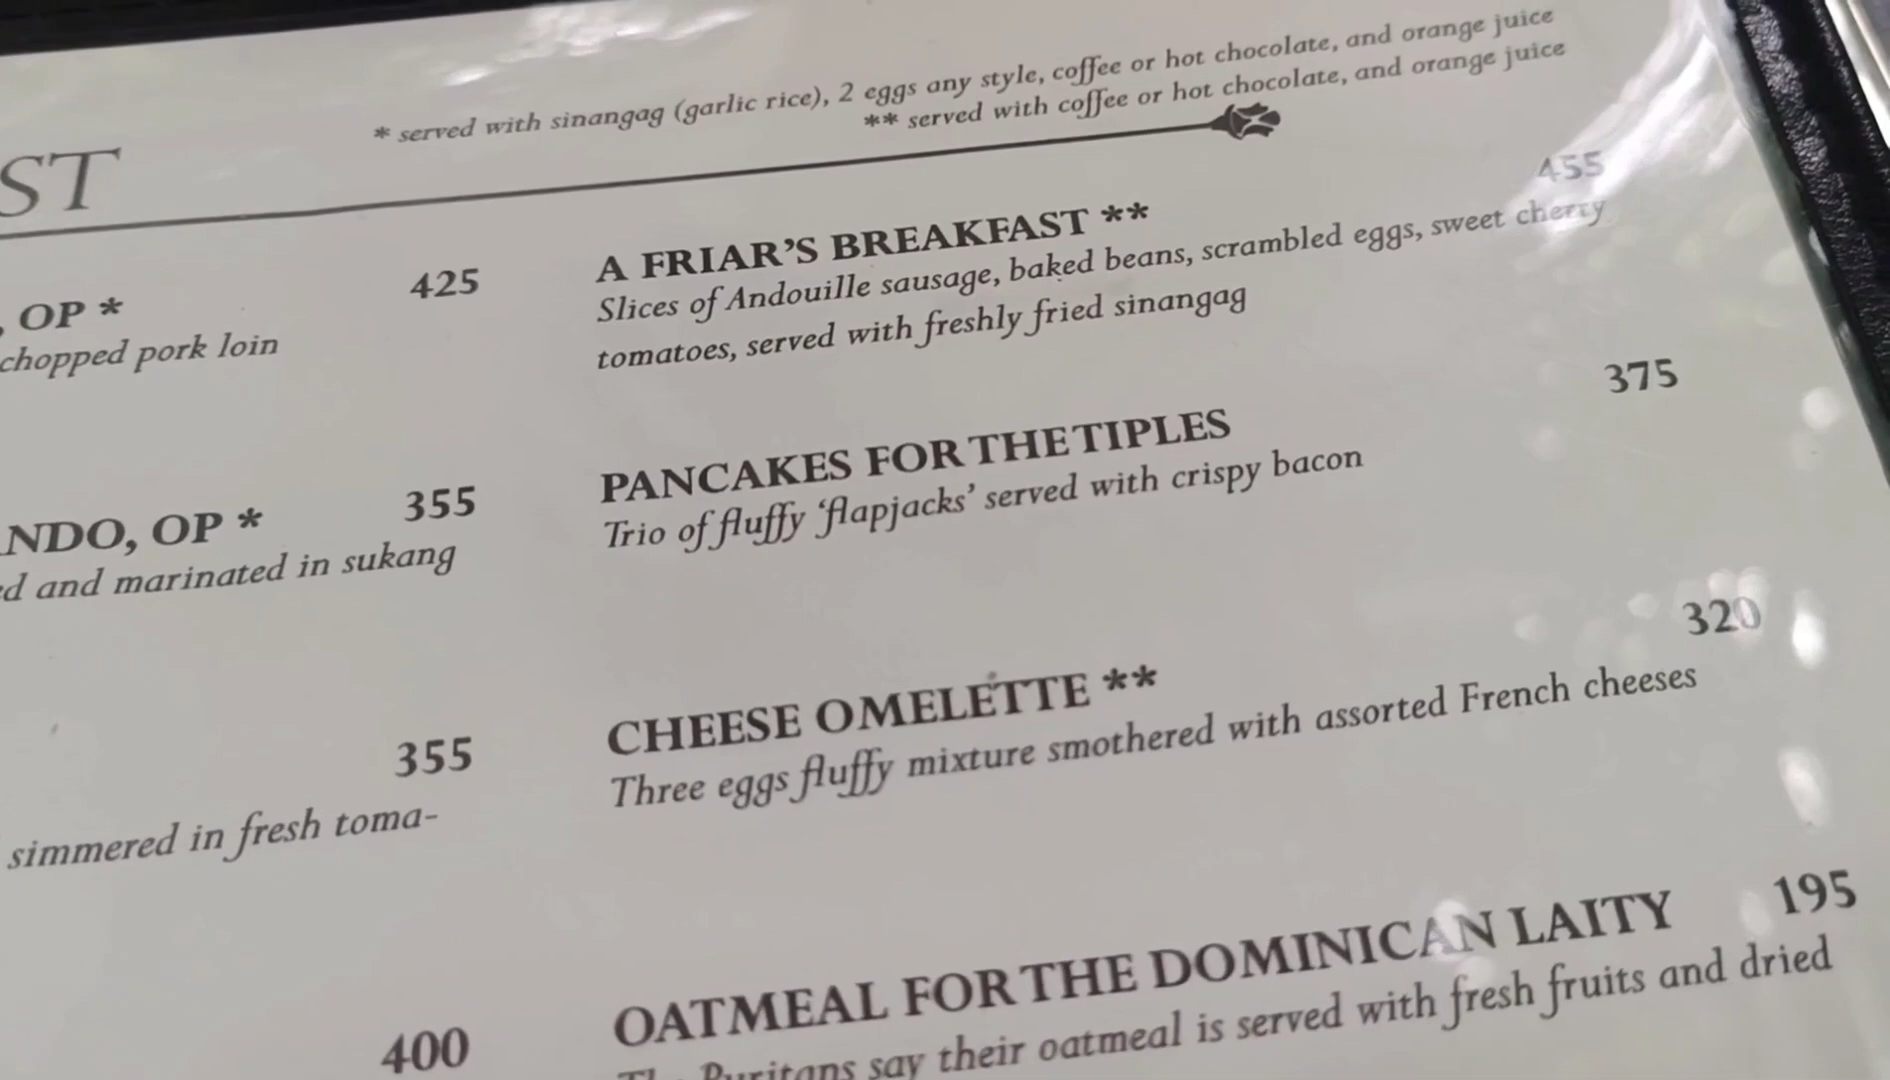 * served with sinangag (garlic rice), 2 eggs any style, coffee or hot chocolate, and orange juice
** served with coffee or hot chocolate, and orange juice
ST
, OP * 425
chopped pork loin
NDO, OP * 355
and marinated in sukang
355
simmered in fresh toma-
400
A FRIAR’S BREAKFAST ** 455
Slices of Andouille sausage, baked beans, scrambled eggs, sweet cherry
tomatoes, served with freshly fried sinangag
PANCAKES FOR THE TIPLES 375
Trio of fluffy ‘flapjacks’ served with crispy bacon
CHEESE OMELETTE ** 320
Three eggs fluffy mixture smothered with assorted French cheeses
OATMEAL FOR THE DOMINICAN LAITY 195
Puritans say their oatmeal is served with fresh fruits and dried